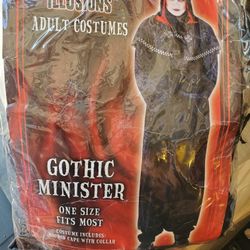 ILLUSIONS
ADULT COSTUMES
GOTHIC
MINISTER
ONE SIZE
FITS MOST
COSTUME INCLUDES:
CAPE WITH COLLAR